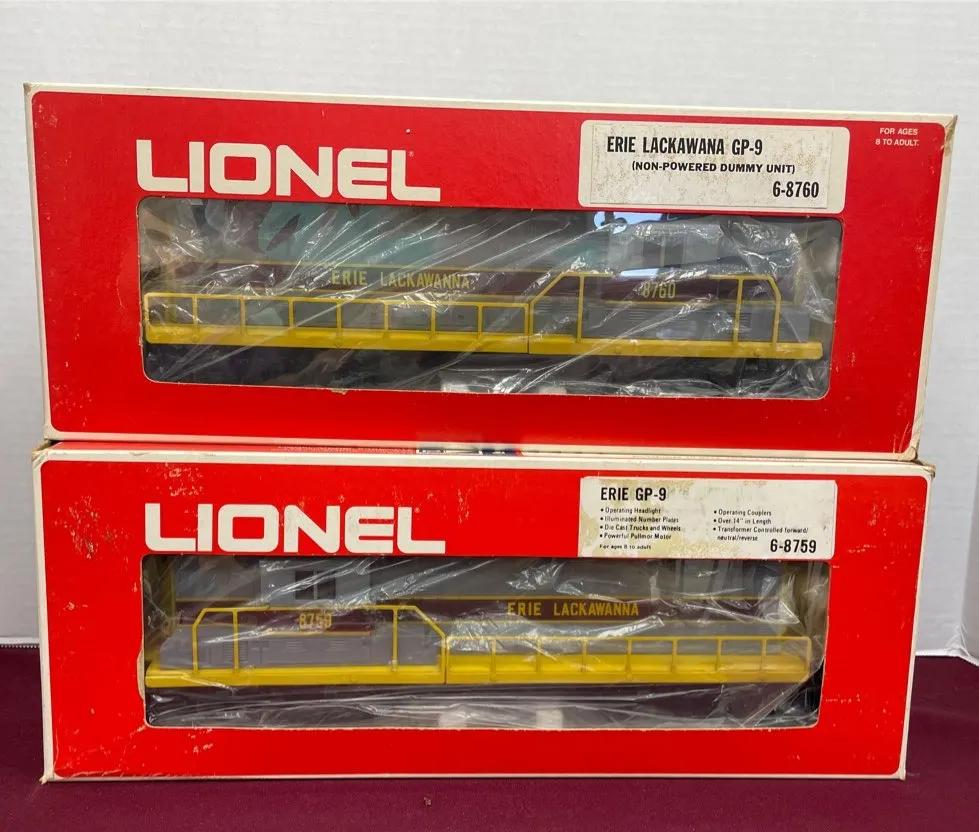 LIONEL
ERIE LACKAWANA GP-9
(NON-POWERED DUMMY UNIT)
6-8760
FOR AGES
8 TO ADULT.
ERIE LACKAWANNA
8760
LIONEL
ERIE GP-9
• Operating Headlight
• Illuminated Number Plates
• Die Cast Trucks and Wheels
• Powerful Pullmor Motor
For ages 8 to adult
• Operating Couplers
• Over 14" in Length
• Transformer Controlled forward/
neutral/reverse
6-8759
8759
ERIE LACKAWANNA